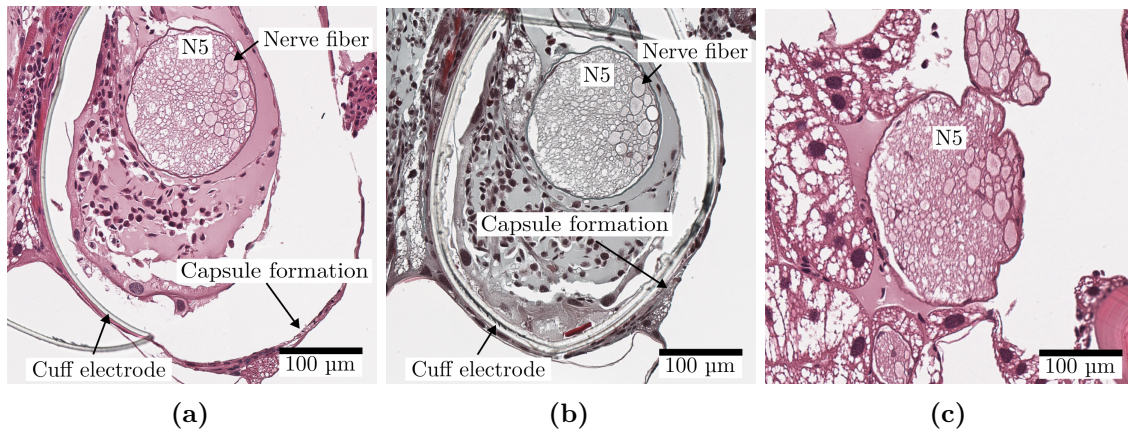 N5
Nerve fiber
Capsule formation
Cuff electrode
100 µm
(a)
N5
Nerve fiber
Capsule formation
Cuff electrode
100 µm
(b)
N5
100 µm
(c)